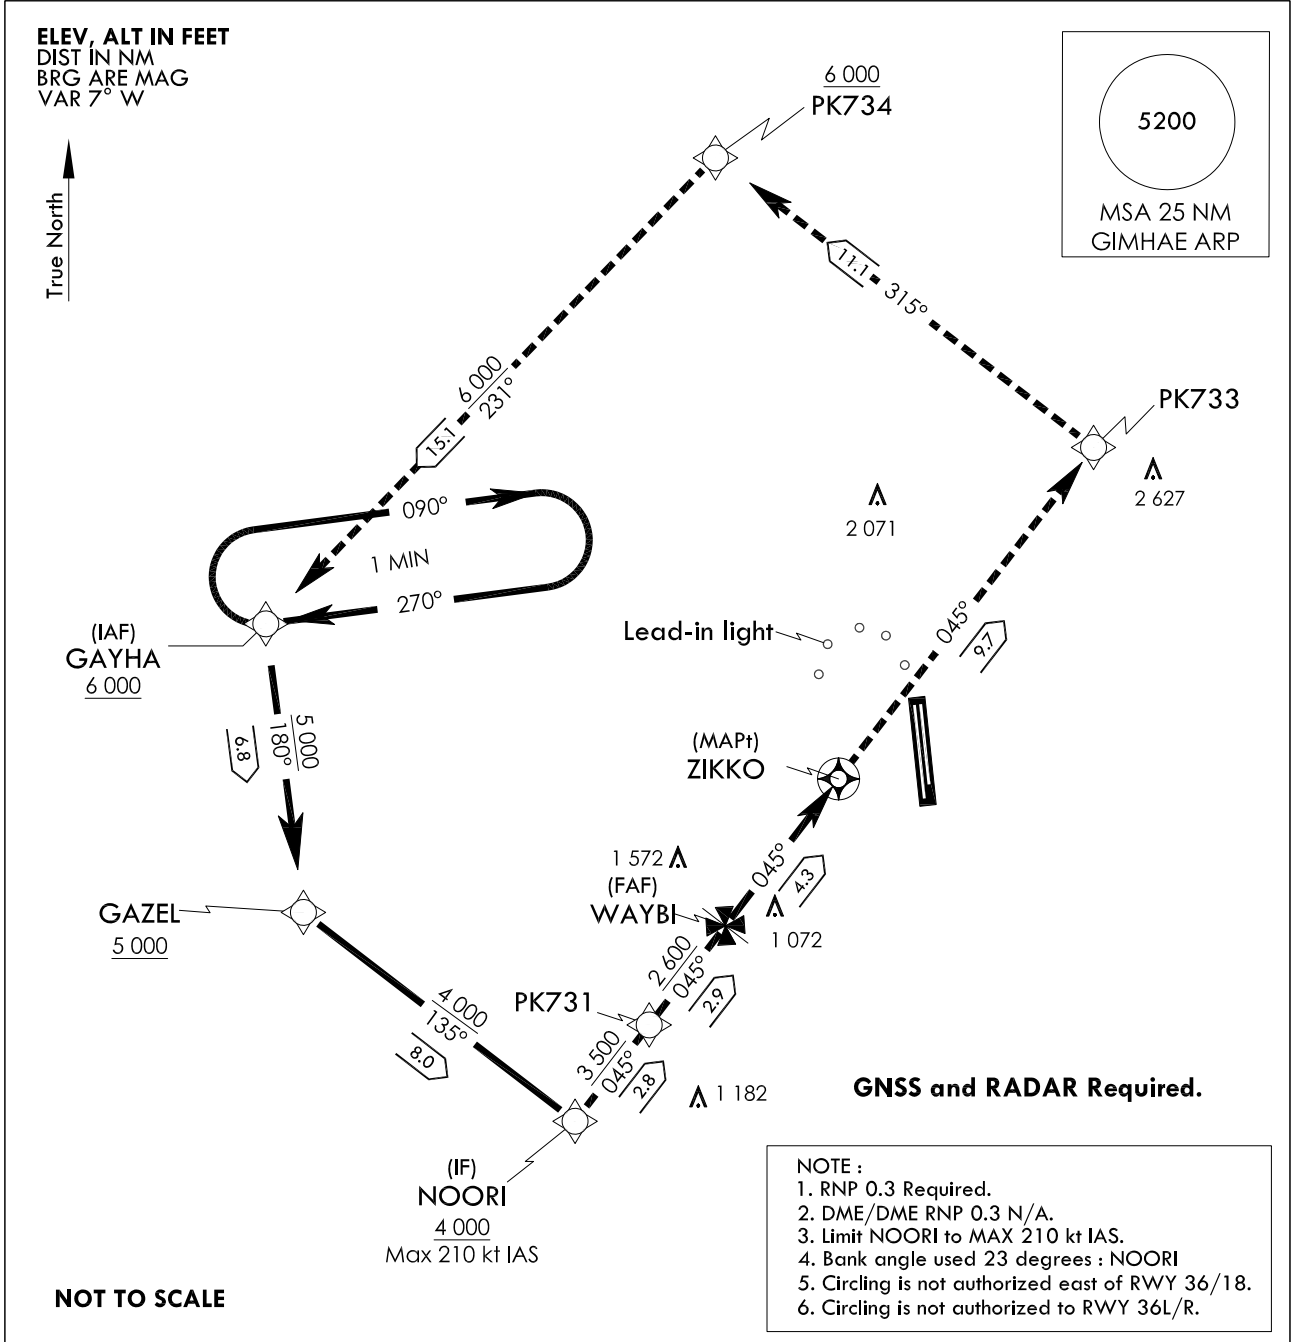 ELEV, ALT IN FEET
DIST IN NM
BRG ARE MAG
VAR 7° W
True North
6 000
PK734
5200
MSA 25 NM
GIMHAE ARP
11.1
315°
PK733
2 627
2 071
6 000
231°
15.1
090°
1 MIN
270°
(IAF)
GAYHA
6 000
Lead-in light
045°
9.7
5 000
180°
6.8
(MAPt)
ZIKKO
1 572
(FAF)
WAYBI
045°
4.3
1 072
GAZEL
5 000
2 600
045°
2.9
4 000
135°
8.0
PK731
3 500
045°
2.8
1 182
GNSS and RADAR Required.
(IF)
NOORI
4 000
Max 210 kt IAS
NOTE :
1. RNP 0.3 Required.
2. DME/DME RNP 0.3 N/A.
3. Limit NOORI to MAX 210 kt IAS.
4. Bank angle used 23 degrees : NOORI
5. Circling is not authorized east of RWY 36/18.
6. Circling is not authorized to RWY 36L/R.
NOT TO SCALE